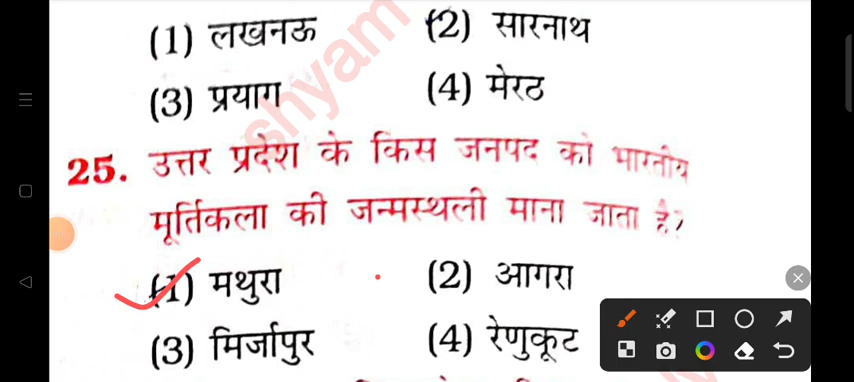 (1) लखनऊ (2) सारनाथ
(3) प्रयाग (4) मेरठ
25. उत्तर प्रदेश के किस जनपद को भारतीय
मूर्तिकला की जन्मस्थली माना जाता है?
(1) मथुरा (2) आगरा
(3) मिर्जापुर (4) रेणुकूट
shyam